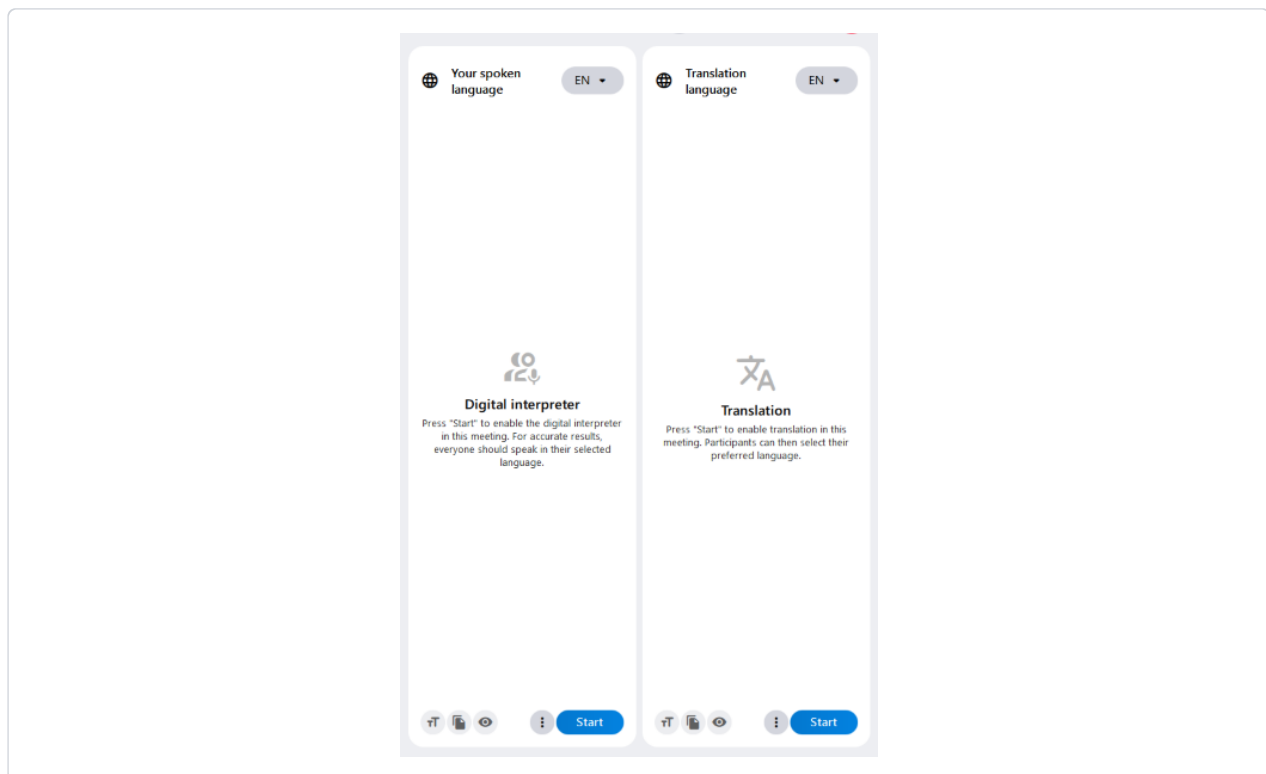 Your spoken
language
EN
Digital interpreter
Press "Start" to enable the digital interpreter
in this meeting. For accurate results,
everyone should speak in their selected
language.
TT
Start
Translation
language
EN
Translation
Press "Start" to enable translation in this
meeting. Participants can then select their
preferred language.
TT
Start